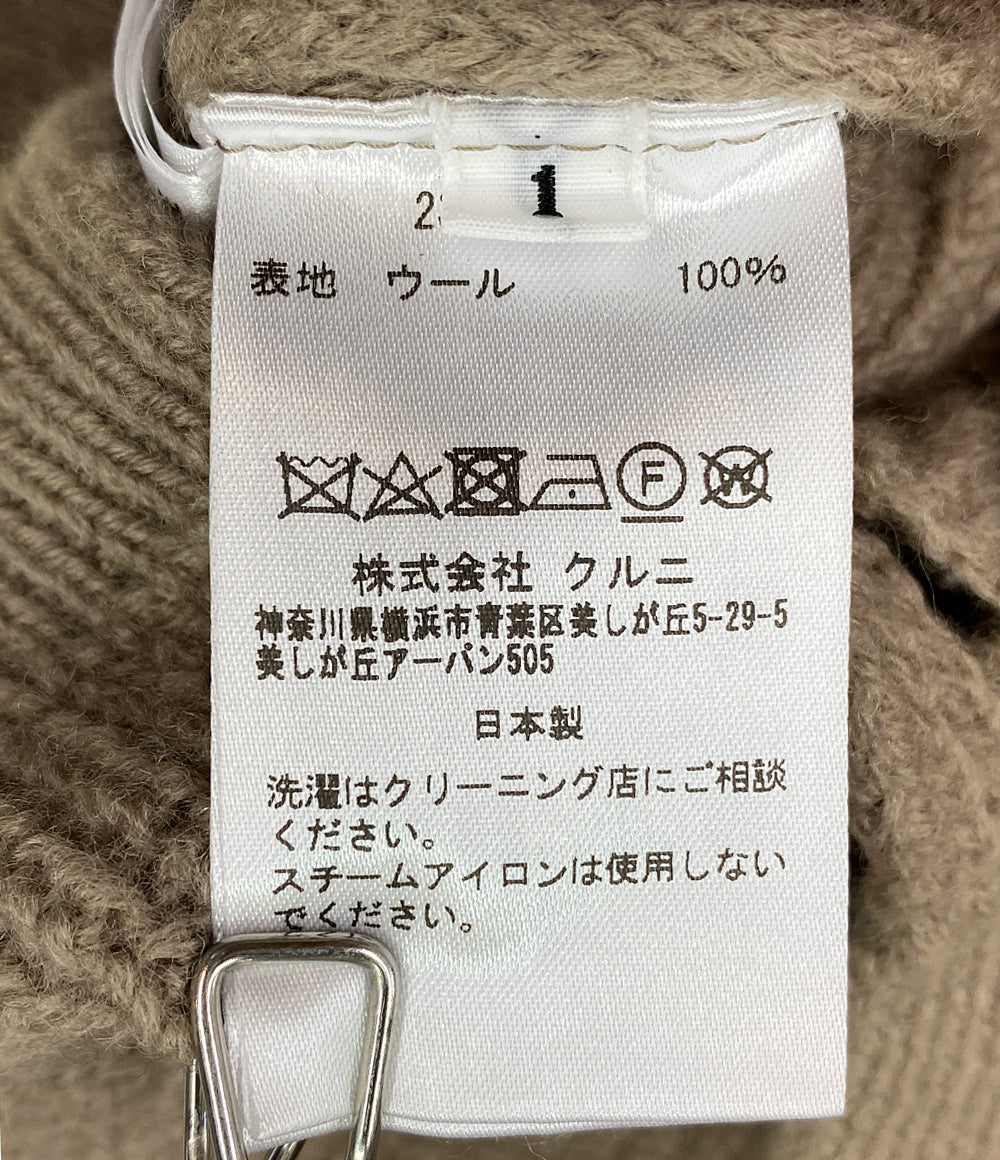 1
表地 ウール 100%
F
W
株式会社 クルニ
神奈川県横浜市青葉区美しが丘5-29-5
美しが丘アーバン505
日本製
洗濯はクリーニング店にご相談
ください。
スチームアイロンは使用しない
でください。